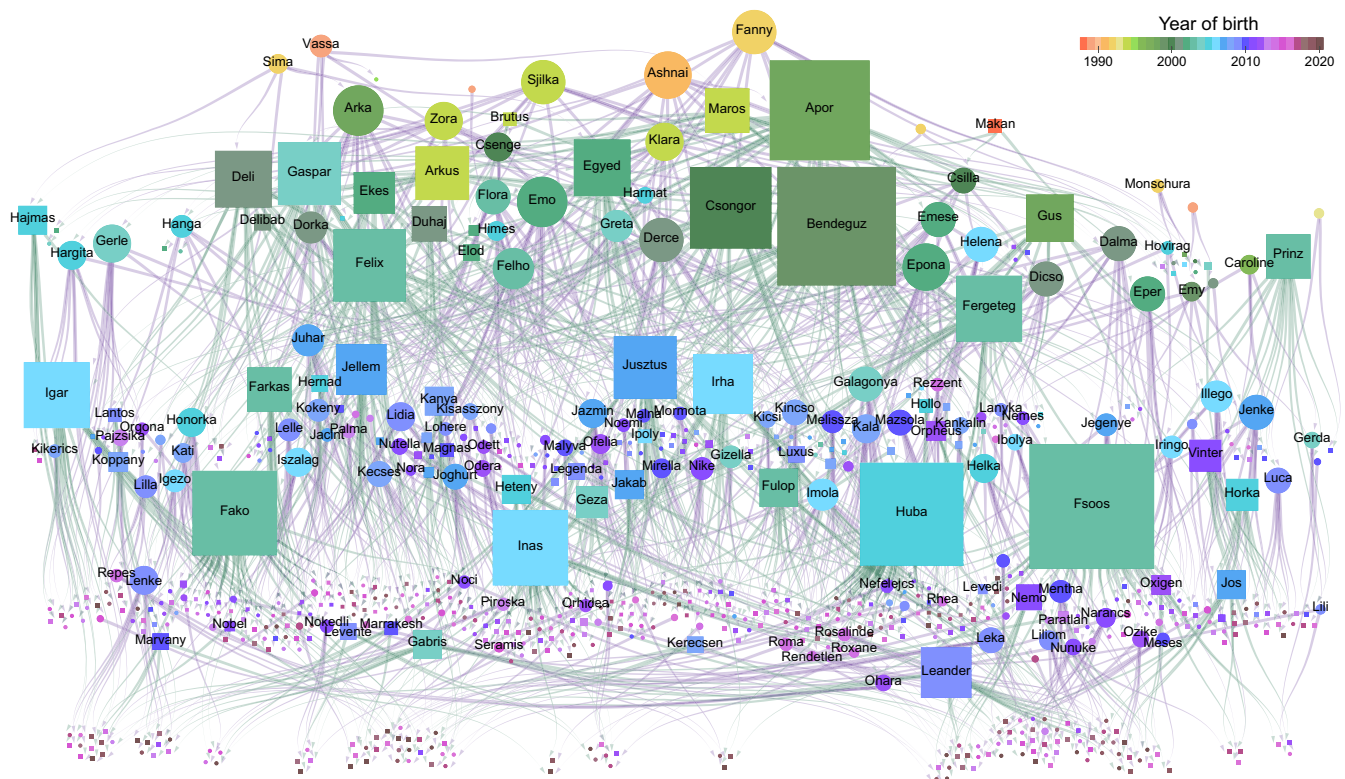 Year of birth
1990 2000 2010 2020
Fanny
Vassa
Sima
Ashnai
Sjilka
Arka
Zora
Brutus
Maros
Apor
Makan
Klara
Csenge
Deli
Gaspar
Ekes
Arkus
Egyed
Flora
Emo
Harmat
Csongor
Bendeguz
Csilla
Monschura
Hajmas
Hargita
Gerle
Hanga
Delibab
Dorka
Duhaj
Himes
Elod
Felho
Greta
Derce
Emese
Helena
Epona
Gus
Dicso
Dalma
Hovirag
Caroline
Prinz
Eper
Emy
Felix
Fergeteg
Juhar
Jellem
Jusztus
Irha
Igar
Farkas
Hernad
Kanya
Kisasszony
Galagonya
Rezzent
Illego
Lantos
Orgona
Pajzsika
Honorka
Kokeny
Lelle
Jacint
Palma
Lidia
Lohere
Jazmin
Malna
Mormota
Noemi
Ipoly
Kicsi
Kincso
Melissza
Kala
Mazsola
Hollo
Orpheus
Kankalin
Lanyka
Nemes
Ibolya
Jegenye
Jenke
Kikerics
Koppany
Kati
Iszalag
Nutella
Magnas
Odett
Malyva
Ofelia
Gizella
Luxus
Iringo
Vinter
Gerda
Lilla
Igezo
Kecses
Nora
Joghurt
Odera
Legenda
Mirella
Nike
Helka
Luca
Heteny
Geza
Jakab
Fulop
Imola
Horka
Fako
Inas
Huba
Fsoos
Repes
Lenke
Noci
Piroska
Orhidea
Nefelejcs
Rhea
Levedi
Nemo
Mentha
Oxigen
Jos
Lili
Marvany
Nobel
Nokedli
Levente
Marrakesh
Gabris
Seramis
Kerecsen
Roma
Rosalinde
Rendetlen
Roxane
Leka
Paratlan
Narancs
Liliom
Nunuke
Ozike
Meses
Leander
Ohara